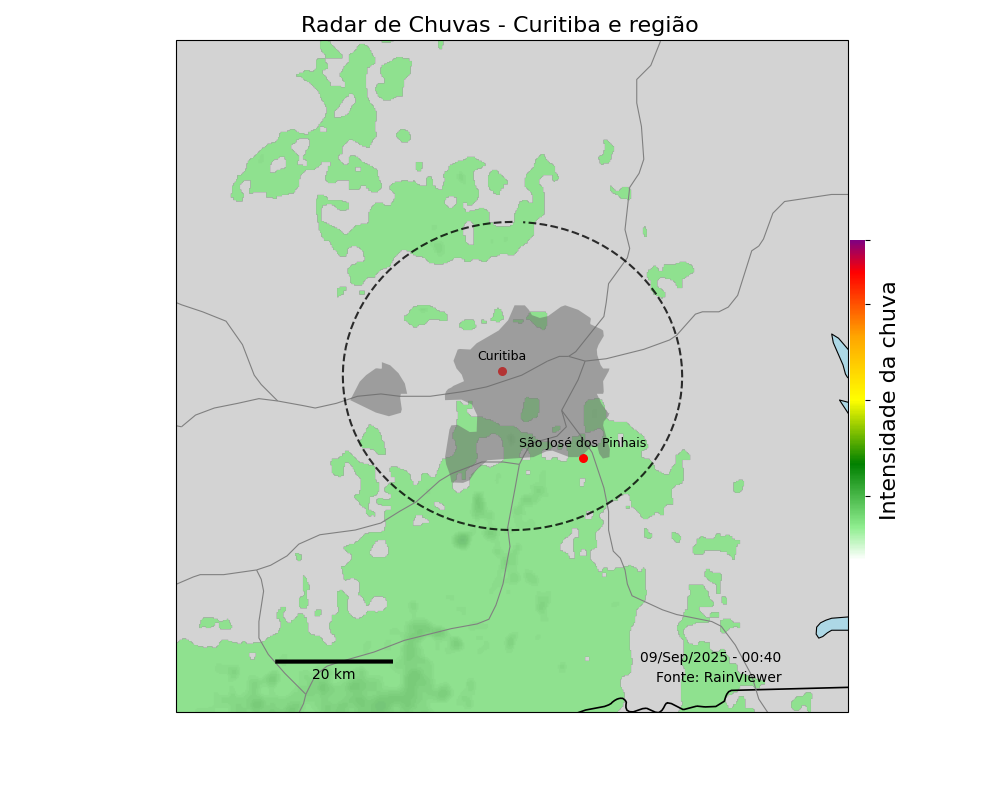 Radar de Chuvas - Curitiba e região
Curitiba
São José dos Pinhais
Intensidade da chuva
09/Sep/2025 - 00:40
Fonte: RainViewer
20 km